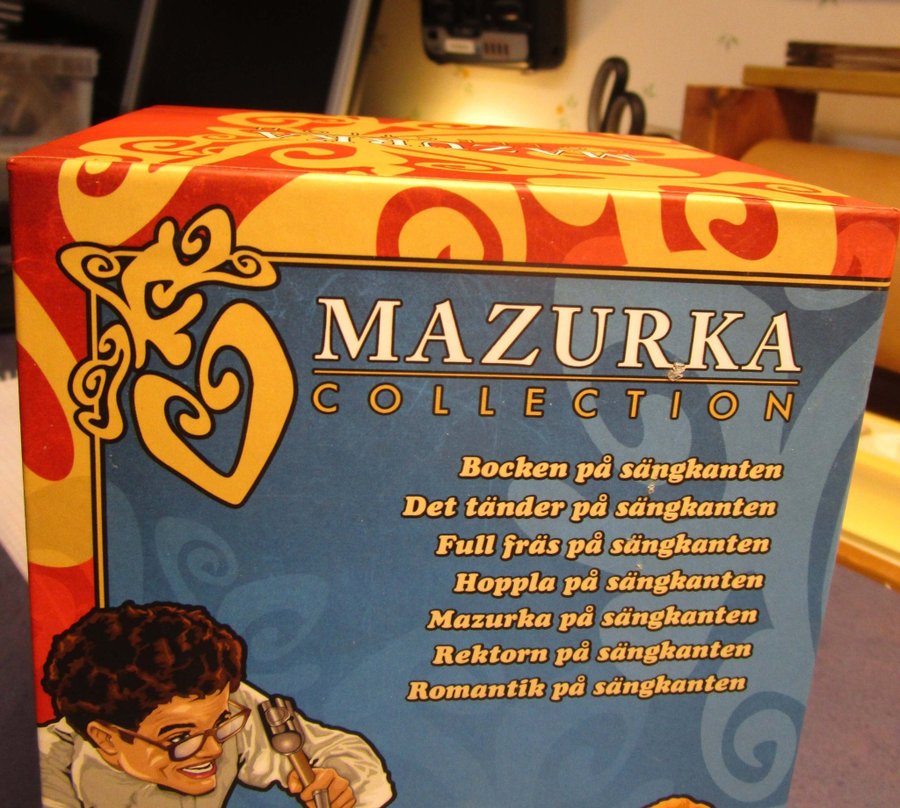 MAZURKA
MAZURKA
COLLECTION
Bocken på sängkanten
Det tänder på sängkanten
Full fräs på sängkanten
Hoppla på sängkanten
Mazurka på sängkanten
Rektorn på sängkanten
Romantik på sängkanten